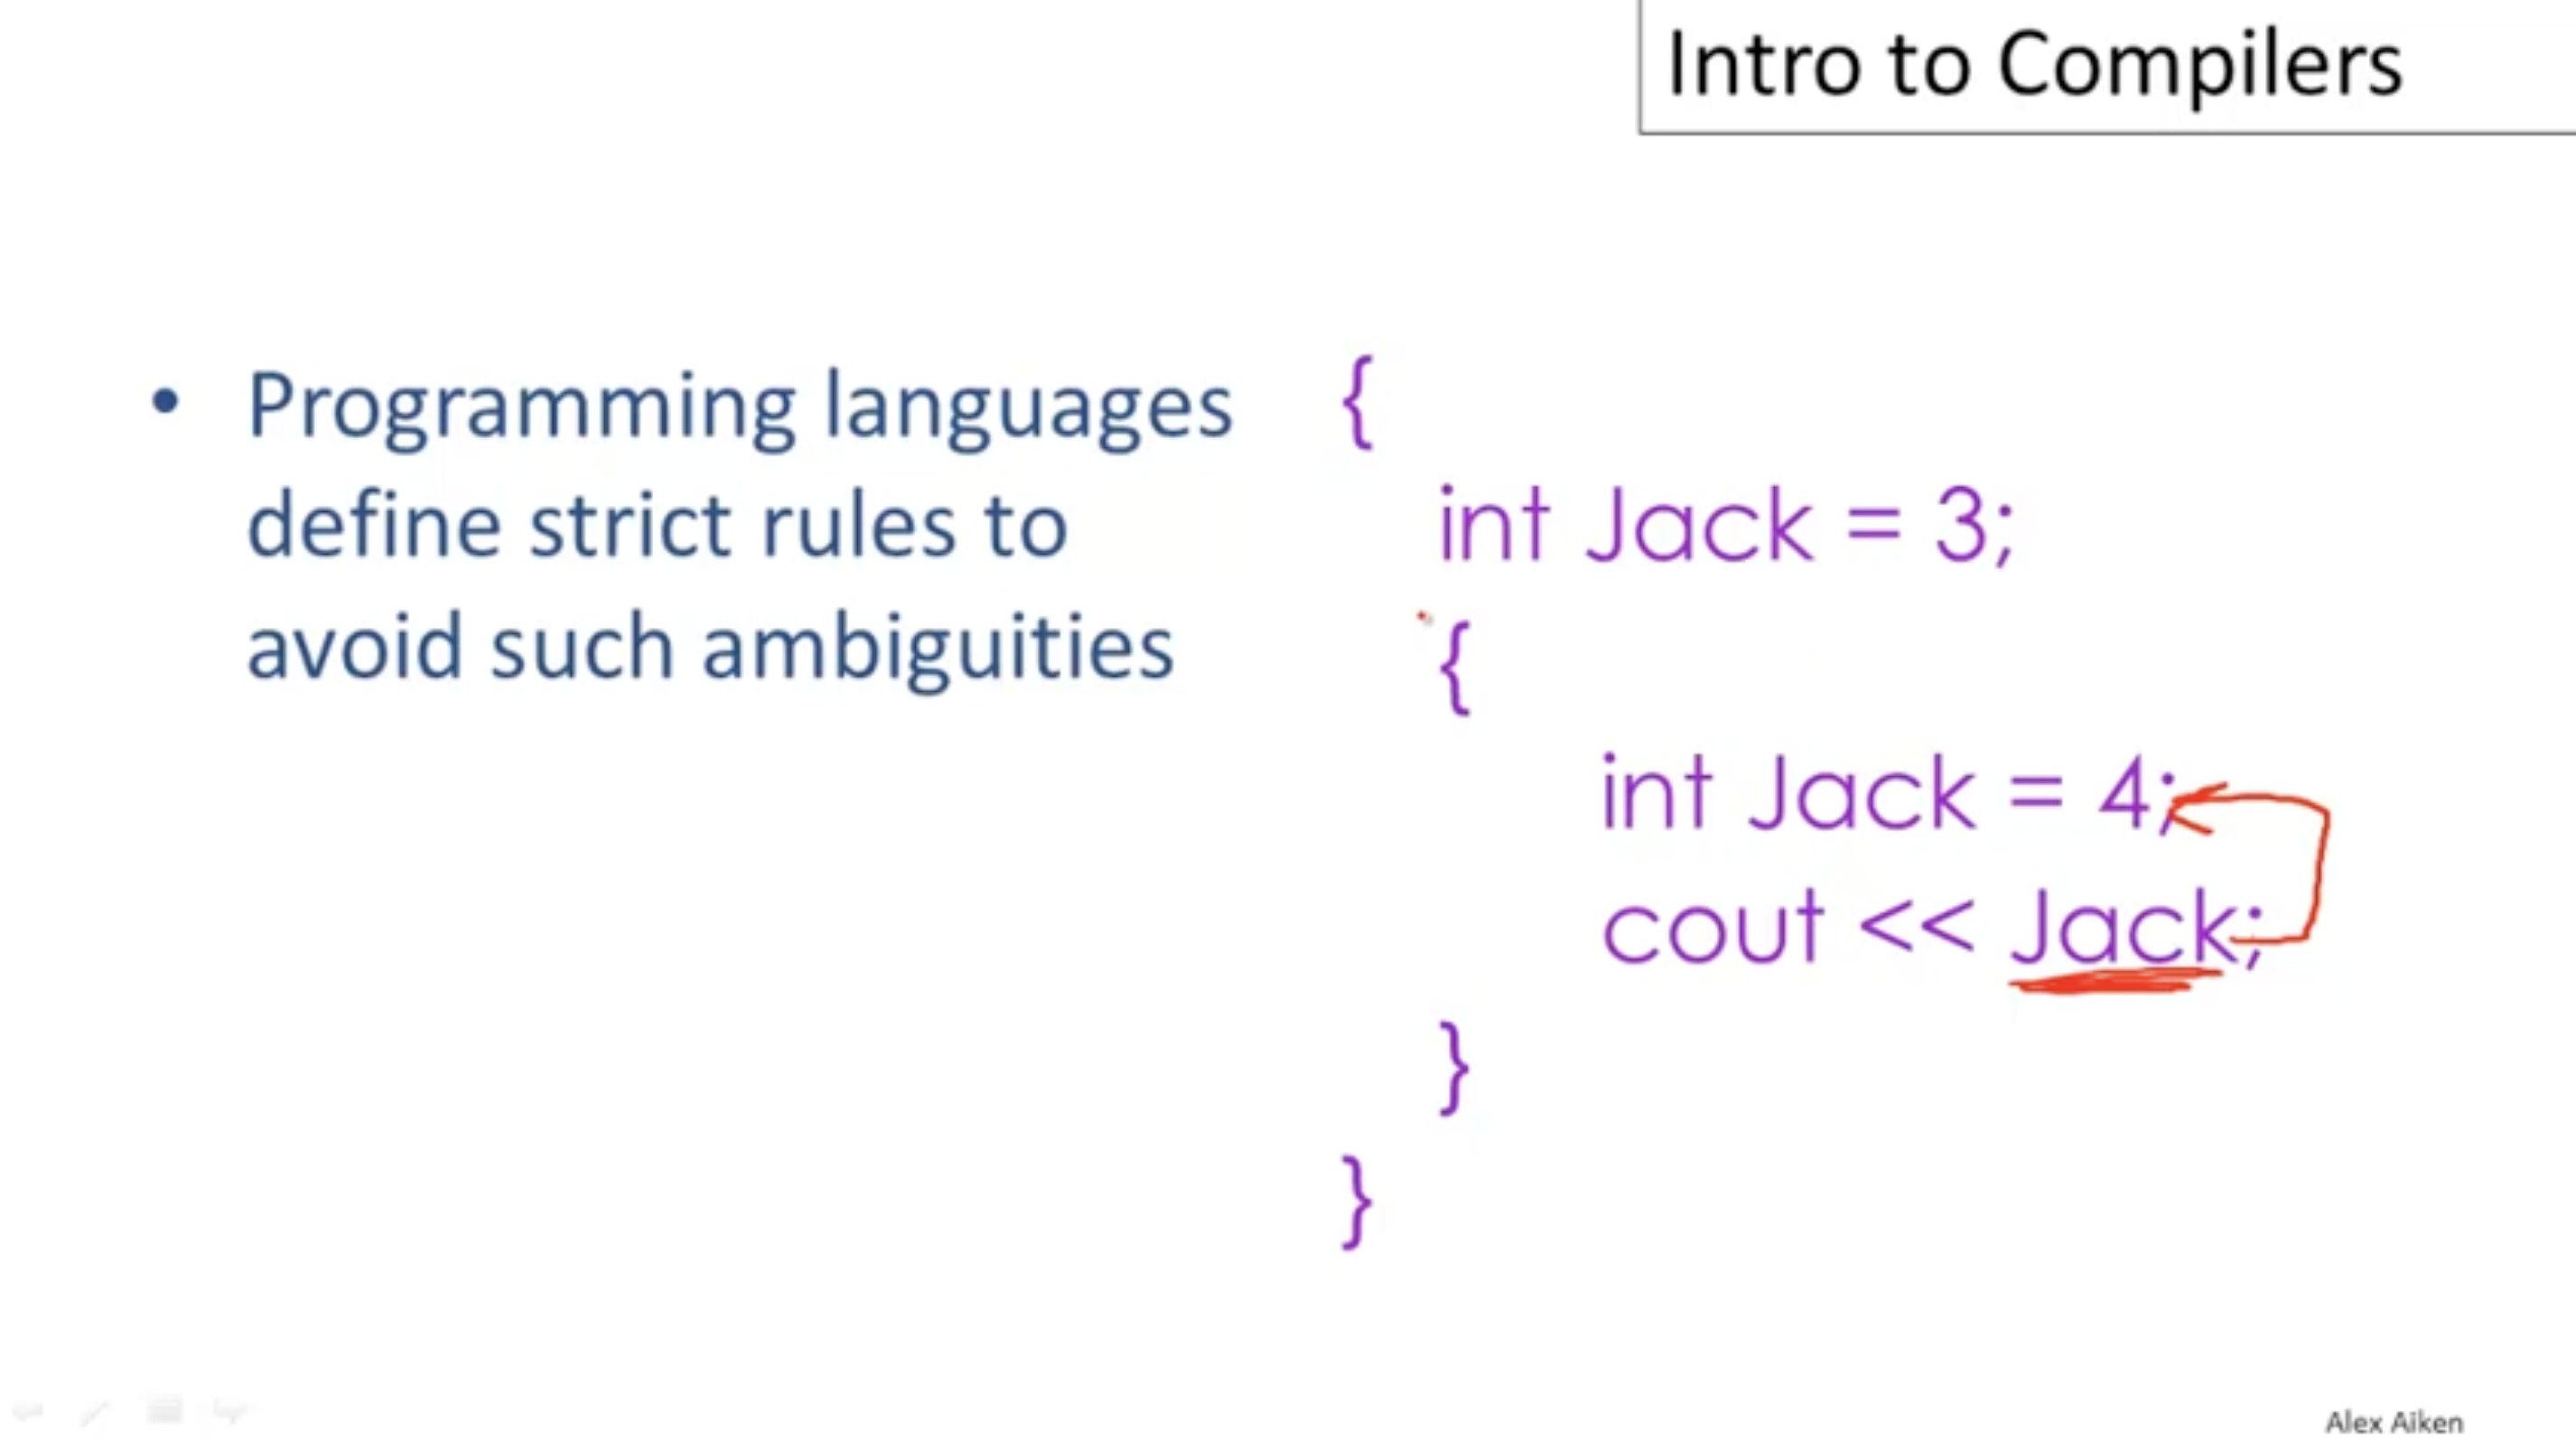 Intro to Compilers
• Programming languages
define strict rules to
avoid such ambiguities
{
int Jack = 3;
{
int Jack = 4;
cout << Jack;
}
}
Alex Aiken